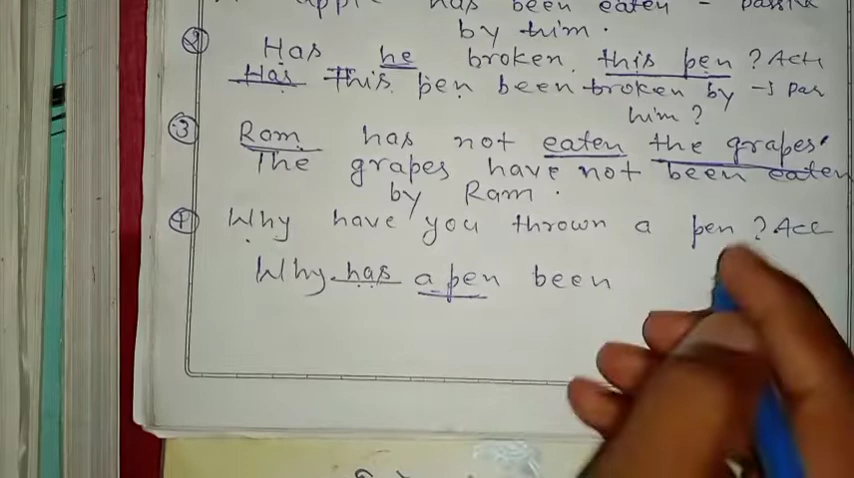 has been eaten - passive
by him.
2 Has he broken this pen? Acti
Has This pen been broken by → pas
him?
3 Ram has not eaten the grapes.
The grapes have not been eaten
by Ram.
4 Why have you thrown a pen? Act
Why has a pen been